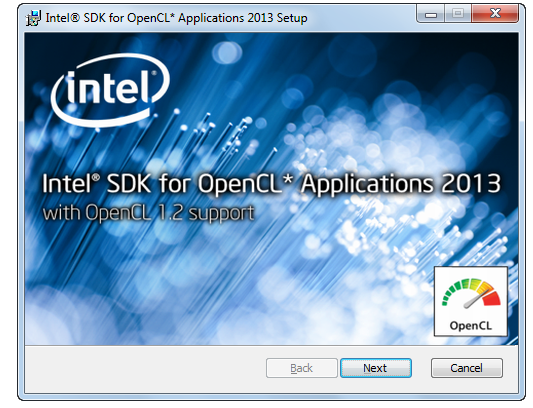 Intel® SDK for OpenCL* Applications 2013 Setup
intel®
Intel® SDK for OpenCL* Applications 2013
with OpenCL 1.2 support
OpenCL
Back
Next
Cancel